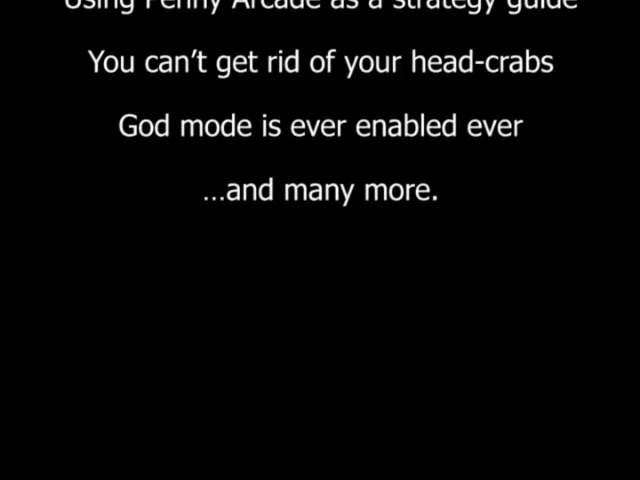 Using Penny Arcade as a strategy guide
You can't get rid of your head-crabs
God mode is ever enabled ever
...and many more.